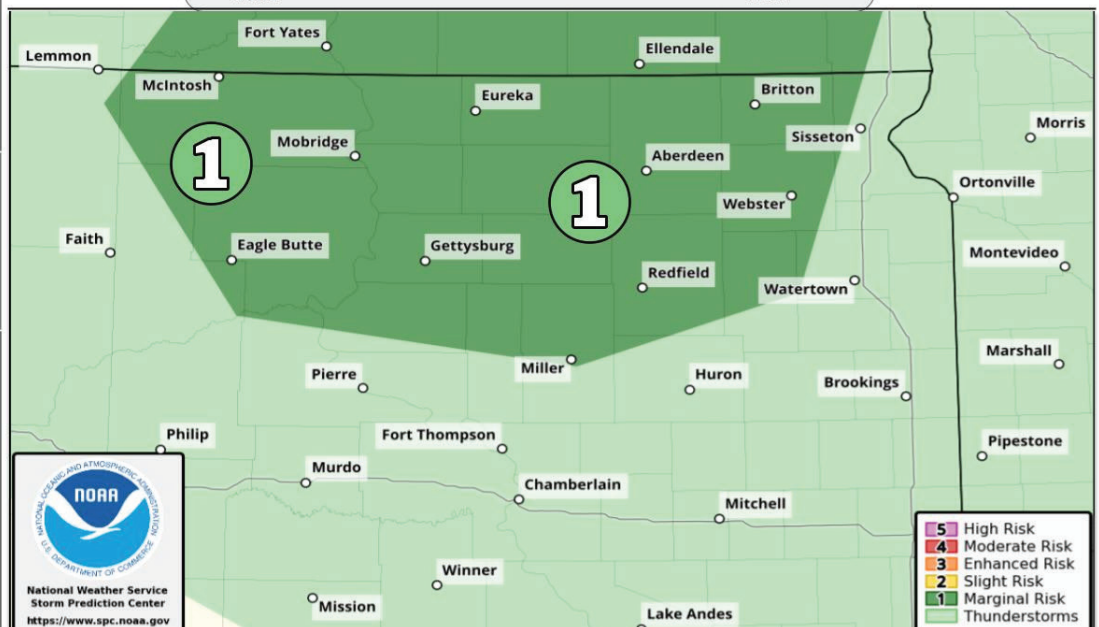 Fort Yates
Ellendale
Lemmon
McIntosh
Eureka
Britton
Morris
Sisseton
Mobridge
1
Aberdeen
Ortonville
1
Webster
Faith
Eagle Butte
Gettysburg
Montevideo
Redfield
Watertown
Marshall
Miller
Pierre
Huron
Brookings
Philip
Fort Thompson
Pipestone
Murdo
Chamberlain
Mitchell
Winner
Mission
Lake Andes
NATIONAL OCEANIC AND ATMOSPHERIC ADMINISTRATION
NOAA
U.S. DEPARTMENT OF COMMERCE
National Weather Service
Storm Prediction Center
https://www.spc.noaa.gov
5 High Risk
4 Moderate Risk
3 Enhanced Risk
2 Slight Risk
1 Marginal Risk
Thunderstorms